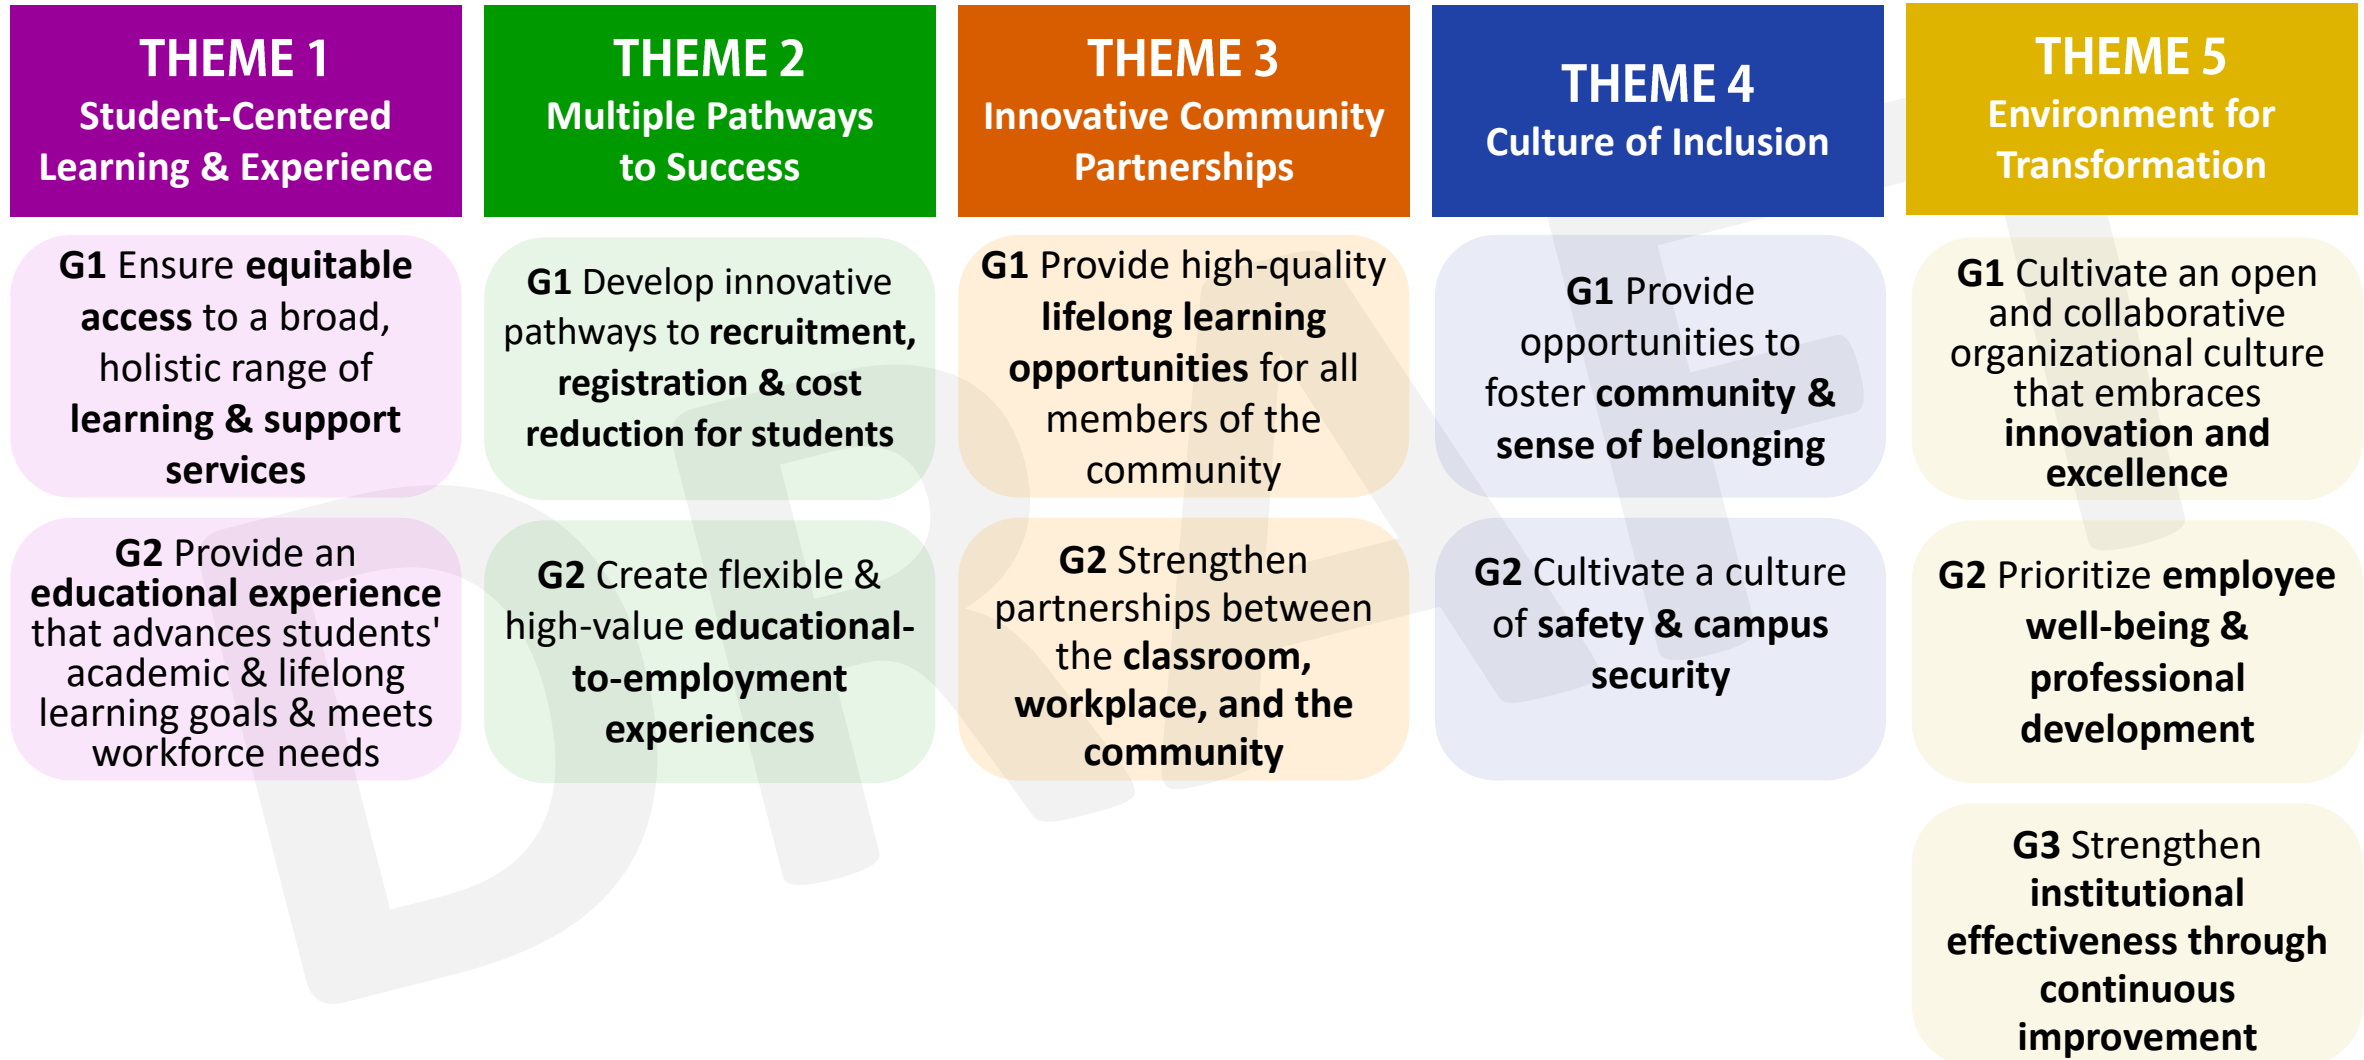 THEME 1
Student-Centered
Learning & Experience
G1 Ensure equitable
access to a broad,
holistic range of
learning & support
services
G2 Provide an
educational experience
that advances students'
academic & lifelong
learning goals & meets
workforce needs
THEME 2
Multiple Pathways
to Success
G1 Develop innovative
pathways to recruitment,
registration & cost
reduction for students
G2 Create flexible &
high-value educational-
to-employment
experiences
THEME 3
Innovative Community
Partnerships
G1 Provide high-quality
lifelong learning
opportunities for all
members of the
community
G2 Strengthen
partnerships between
the classroom,
workplace, and the
community
THEME 4
Culture of Inclusion
G1 Provide
opportunities to
foster community &
sense of belonging
G2 Cultivate a culture
of safety & campus
security
THEME 5
Environment for
Transformation
G1 Cultivate an open
and collaborative
organizational culture
that embraces
innovation and
excellence
G2 Prioritize employee
well-being &
professional
development
G3 Strengthen
institutional
effectiveness through
continuous
improvement
DRAFT